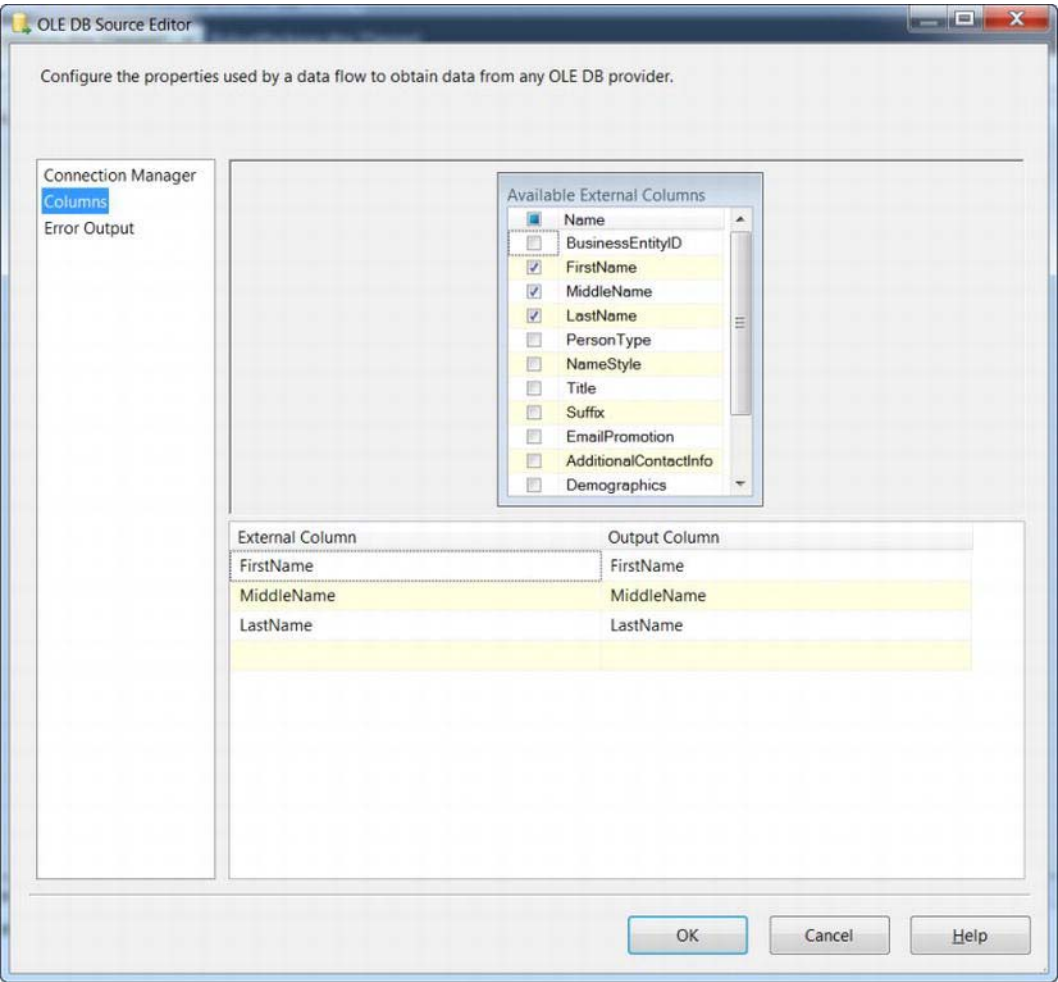 OLE DB Source Editor
Configure the properties used by a data flow to obtain data from any OLE DB provider.
Connection Manager
Columns
Error Output
Available External Columns
Name
BusinessEntityID
FirstName
MiddleName
LastName
PersonType
NameStyle
Title
Suffix
EmailPromotion
AdditionalContactInfo
Demographics
External Column Output Column
FirstName FirstName
MiddleName MiddleName
LastName LastName
OK Cancel Help